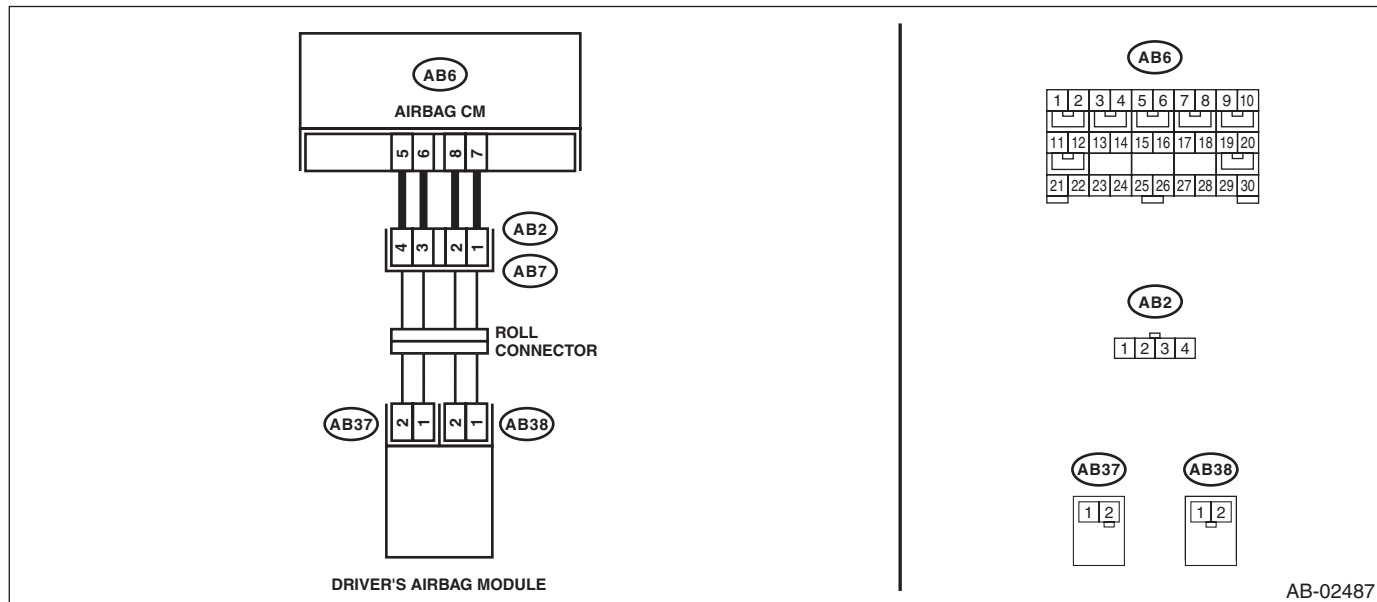 AB6
AIRBAG CM
5 6 8 7
4 3 2 1
AB2
AB7
ROLL
CONNECTOR
AB37
2 1 2 1
AB38
DRIVER'S AIRBAG MODULE
AB6
1 2 3 4 5 6 7 8 9 10
11 12 13 14 15 16 17 18 19 20
21 22 23 24 25 26 27 28 29 30
AB2
1 2 3 4
AB37 AB38
1 2 1 2
AB-02487